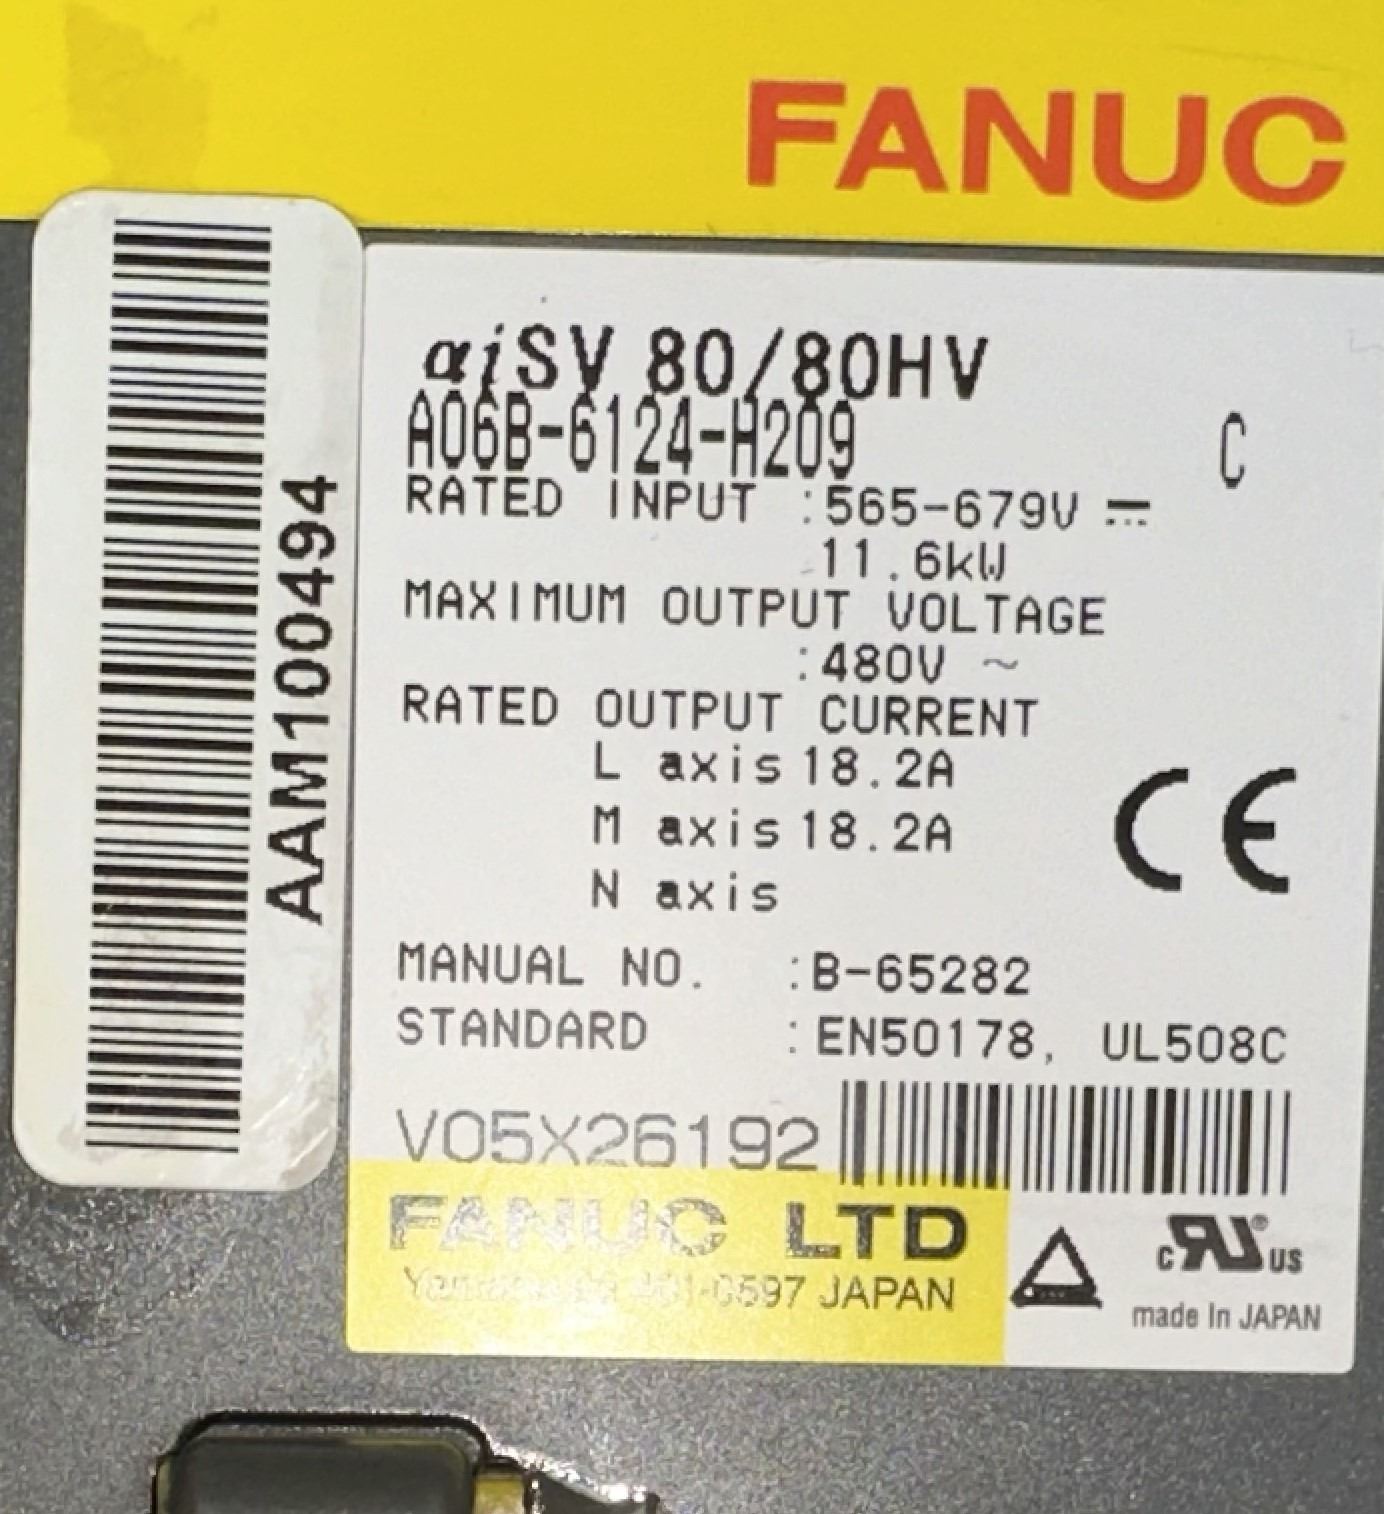 FANUC
AAM100494
αiSV 80/80HV
A06B-6124-H209 C
RATED INPUT :565-679V ⎓
11.6kW
MAXIMUM OUTPUT VOLTAGE
:480V ~
RATED OUTPUT CURRENT
L axis 18.2A
M axis 18.2A
N axis
CE
MANUAL NO. :B-65282
STANDARD :EN50178, UL508C
V05X26192
FANUC LTD
JAPAN
c RU ® US
made In JAPAN